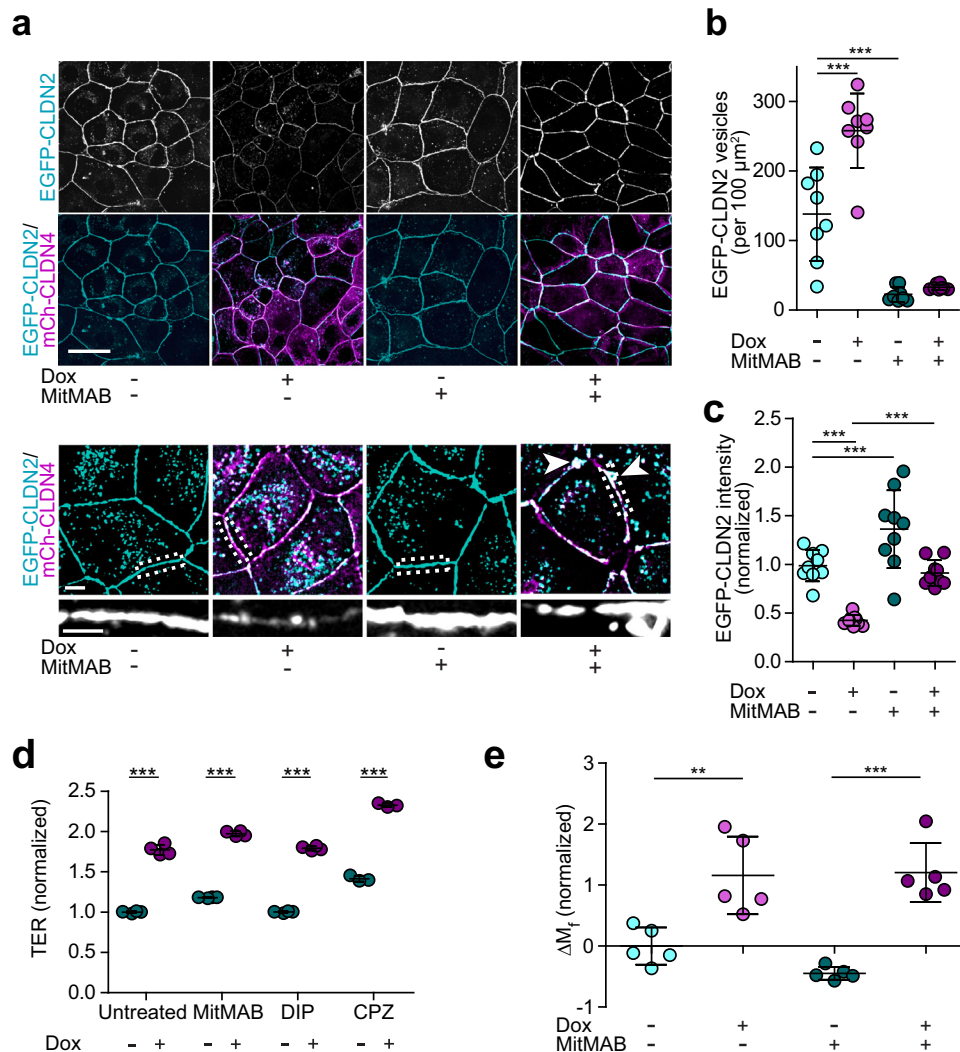 a
EGFP-CLDN2
EGFP-CLDN2/
mCh-CLDN4
Dox - + - +
MitMAB - - + +
EGFP-CLDN2/
mCh-CLDN4
Dox - + - +
MitMAB - - + +
b
***
***
EGFP-CLDN2 vesicles
(per 100 µm²)
300
200
100
0
Dox - + - +
MitMAB - - + +
c
***
***
***
EGFP-CLDN2 intensity
(normalized)
2.5
2.0
1.5
1.0
0.5
0.0
Dox - + - +
MitMAB - - + +
d
*** *** *** ***
TER (normalized)
2.5
2.0
1.5
1.0
0.5
0.0
Untreated MitMAB DIP CPZ
Dox - + - + - + - +
e
** ***
ΔMf (normalized)
3
2
1
0
-1
Dox - + - +
MitMAB - - + +